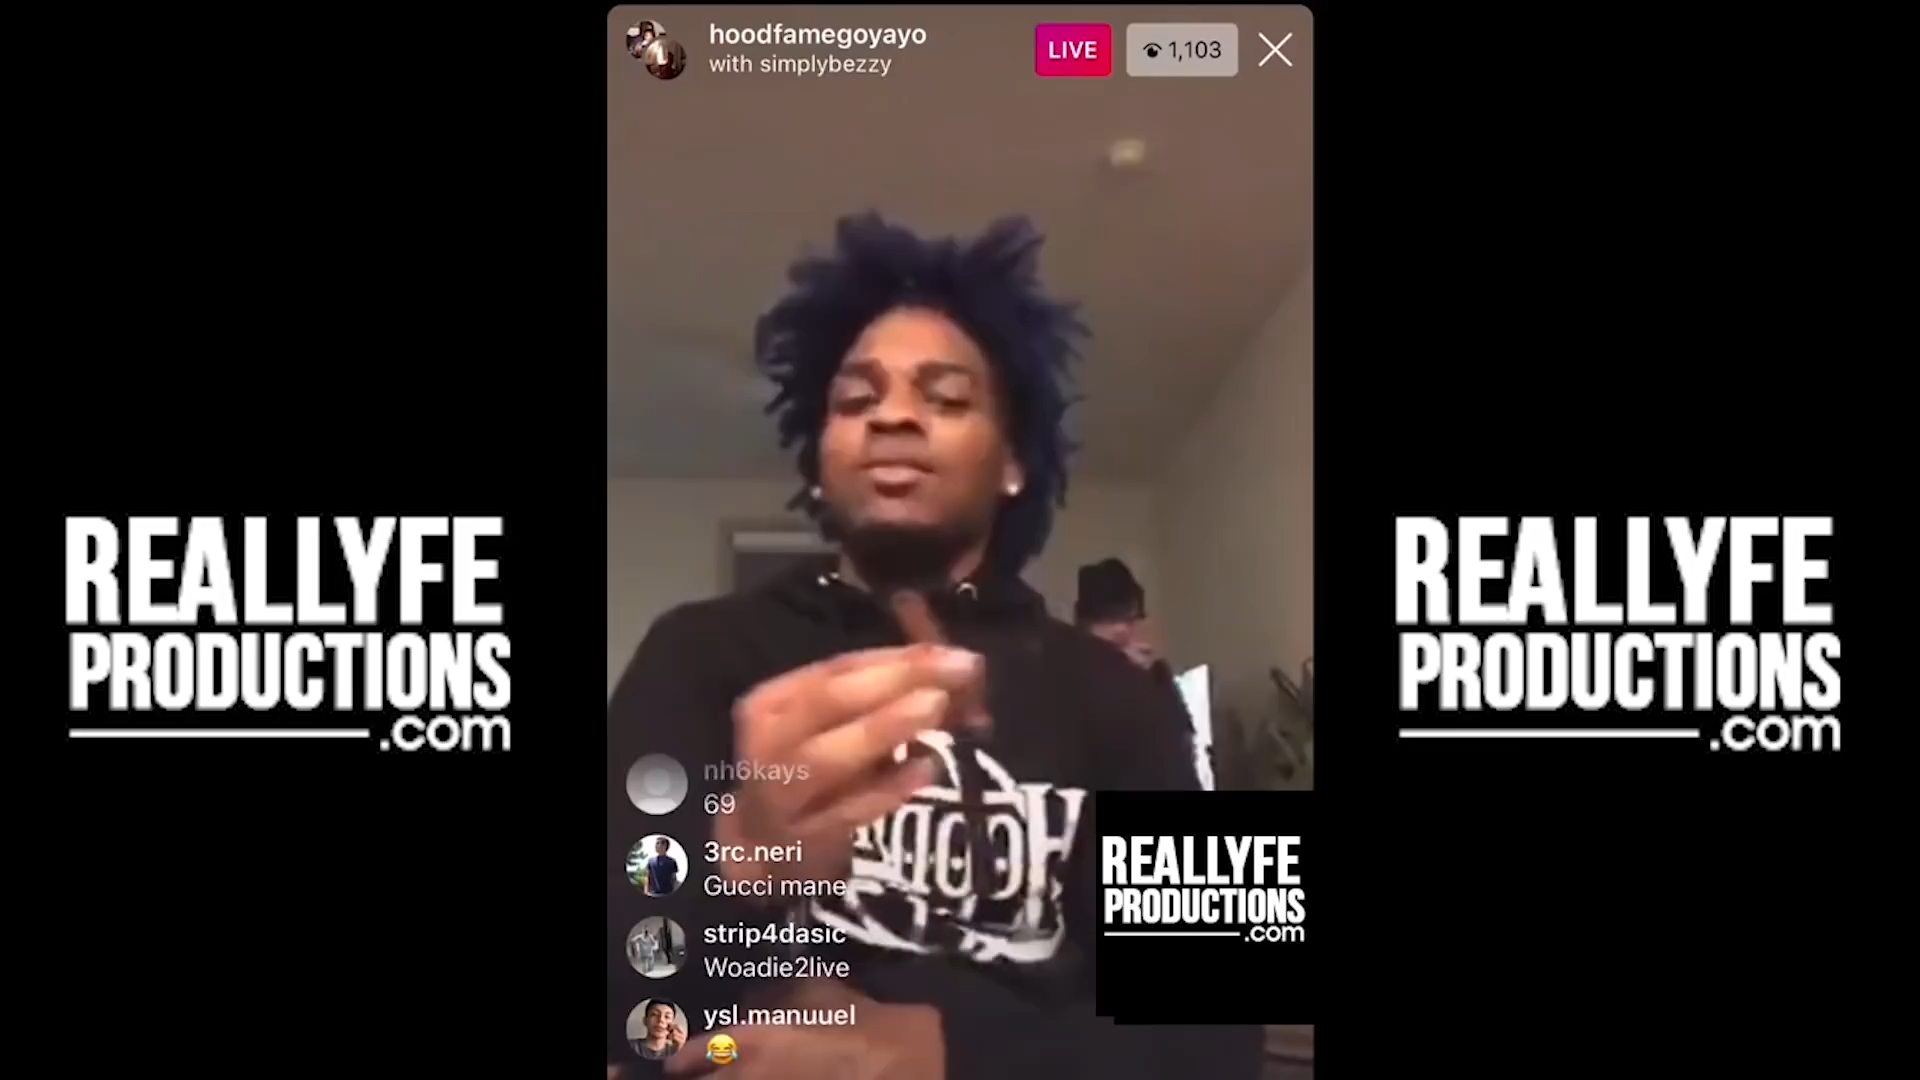 hoodfamegoyayo
with simplybezzy
LIVE
1,103
REALLYFE
PRODUCTIONS
.com
REALLYFE
PRODUCTIONS
.com
nh6kays
69
3rc.neri
Gucci mane
strip4dasic
Woadie2live
ysl.manuuel
😂
REALLYFE
PRODUCTIONS
.com